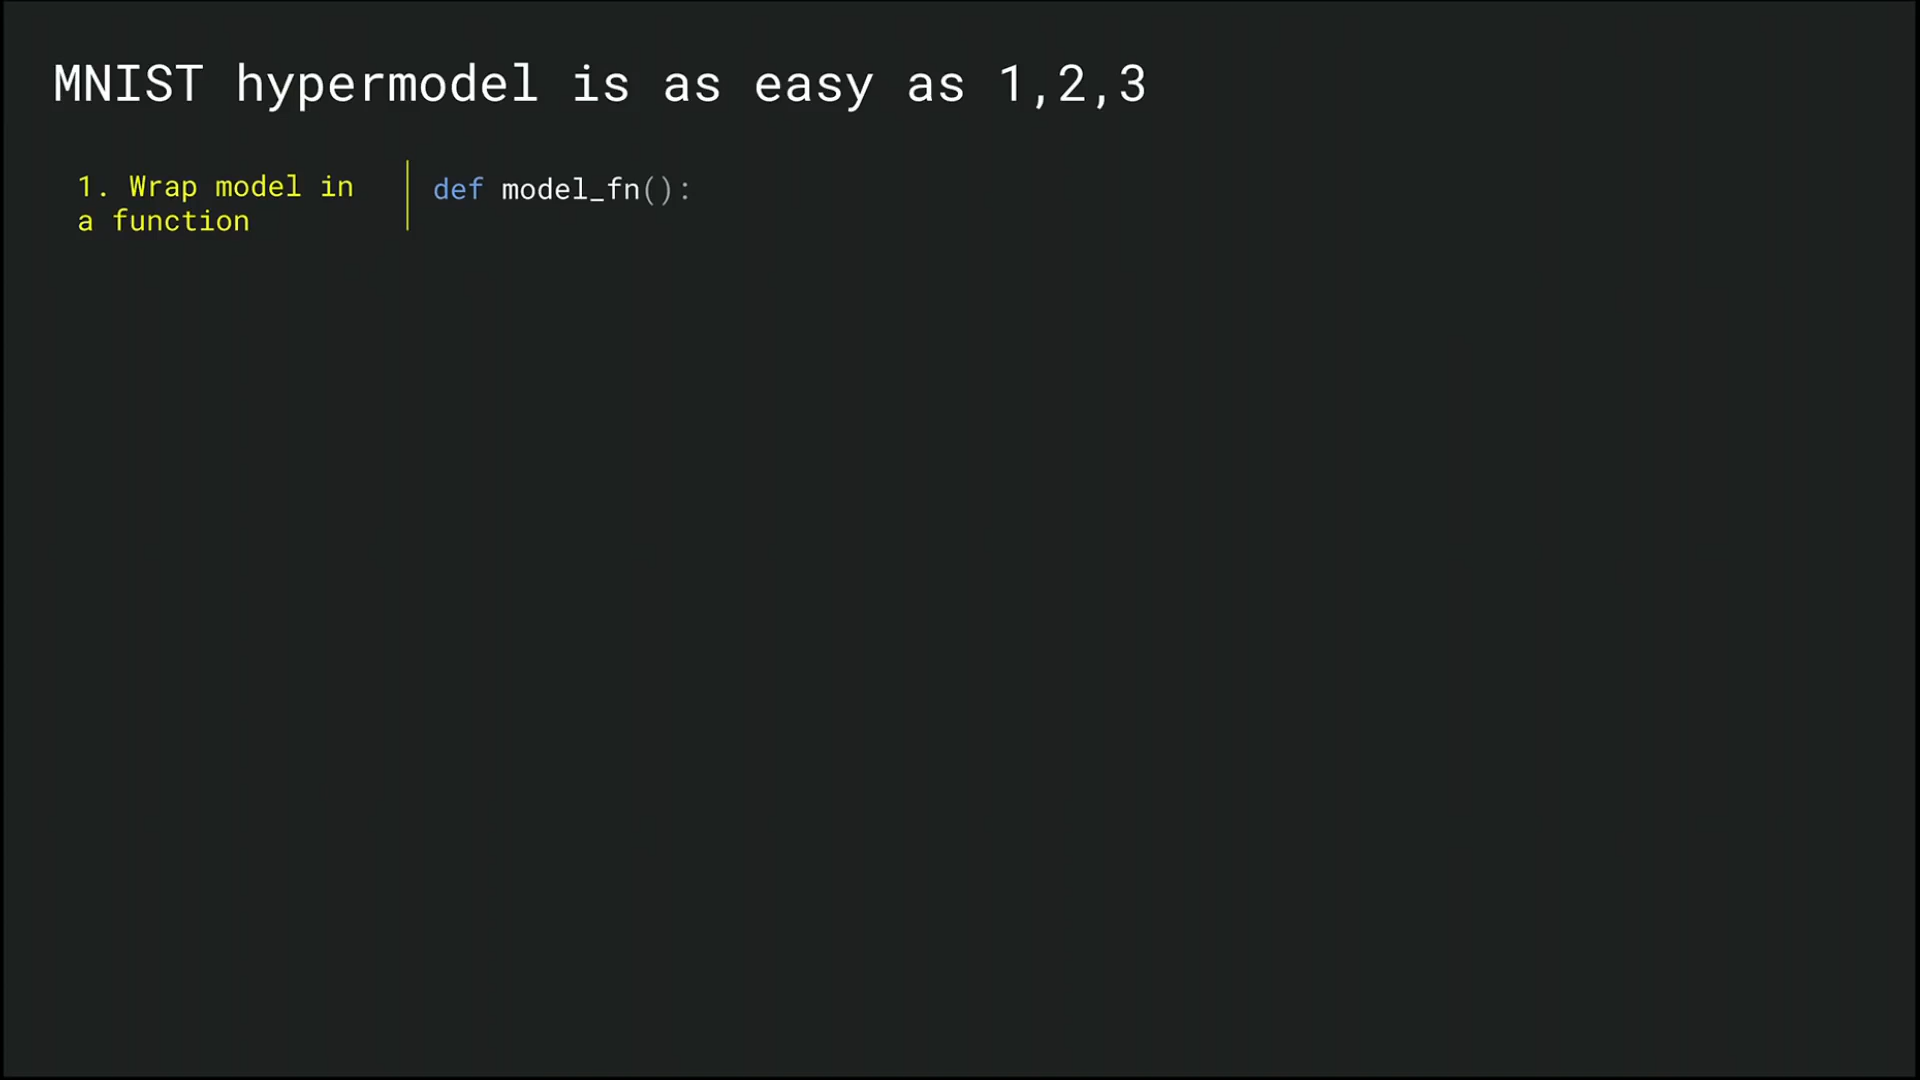 MNIST hypermodel is as easy as 1,2,3
1. Wrap model in
a function
def model_fn():